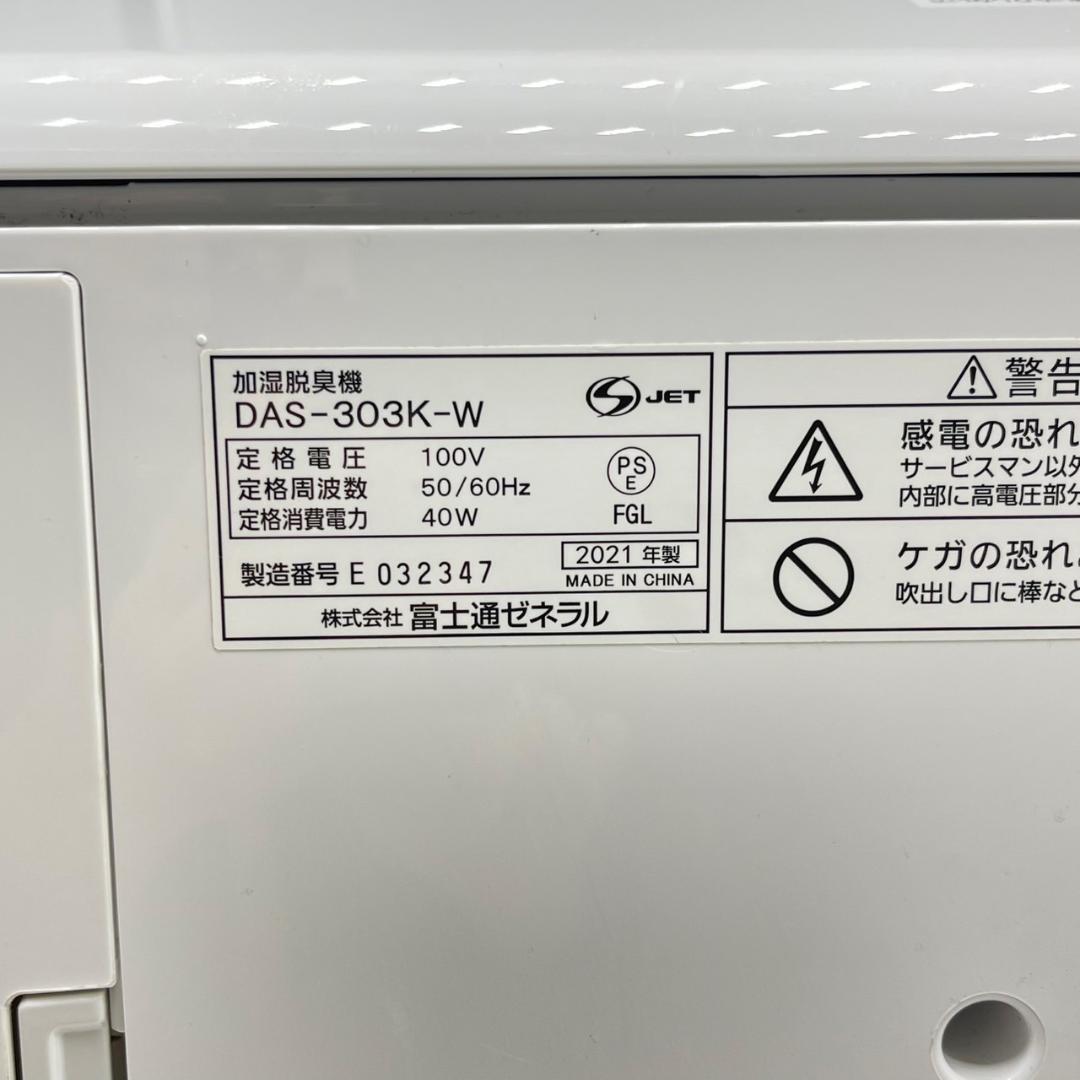 加湿脱臭機
DAS-303K-W
JET
定格電圧 100V
定格周波数 50/60Hz
定格消費電力 40W
PS
E
FGL
製造番号 E 032347
2021 年製
MADE IN CHINA
株式会社 富士通ゼネラル
警告
感電の恐れ
サービスマン以外
内部に高電圧部分
ケガの恐れ
吹出し口に棒など